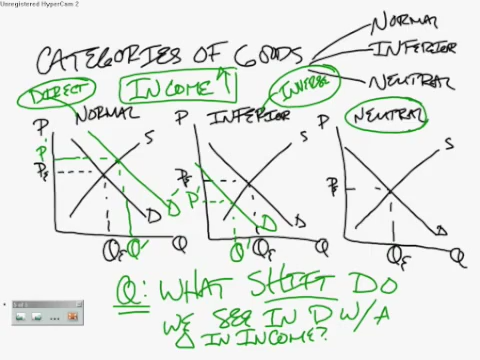 Unregistered HyperCam 2
CATEGORIES OF GOODS
NORMAL
INFERIOR
NEUTRAL
DIRECT
INCOME ↑
INVERSE
NORMAL
INFERIOR
NEUTRAL
P S P' PE D D' QE Q' Q
P S PE P' D D QE Q' Q
P S PE D QE Q
Q: WHAT SHIFT DO
WE SEE IN D W/A
Δ IN INCOME?